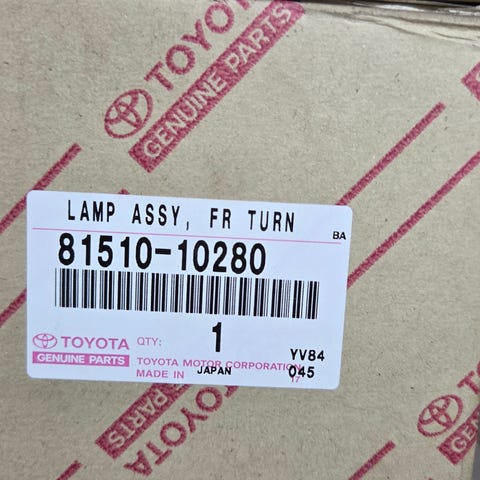 TOYOTA
GENUINE PARTS
LAMP ASSY, FR TURN
BA
81510-10280
TOYOTA
GENUINE PARTS
QTY: 1
YV84
TOYOTA MOTOR CORPORATION 17
MADE IN JAPAN 045
PARTS
TOYOTA